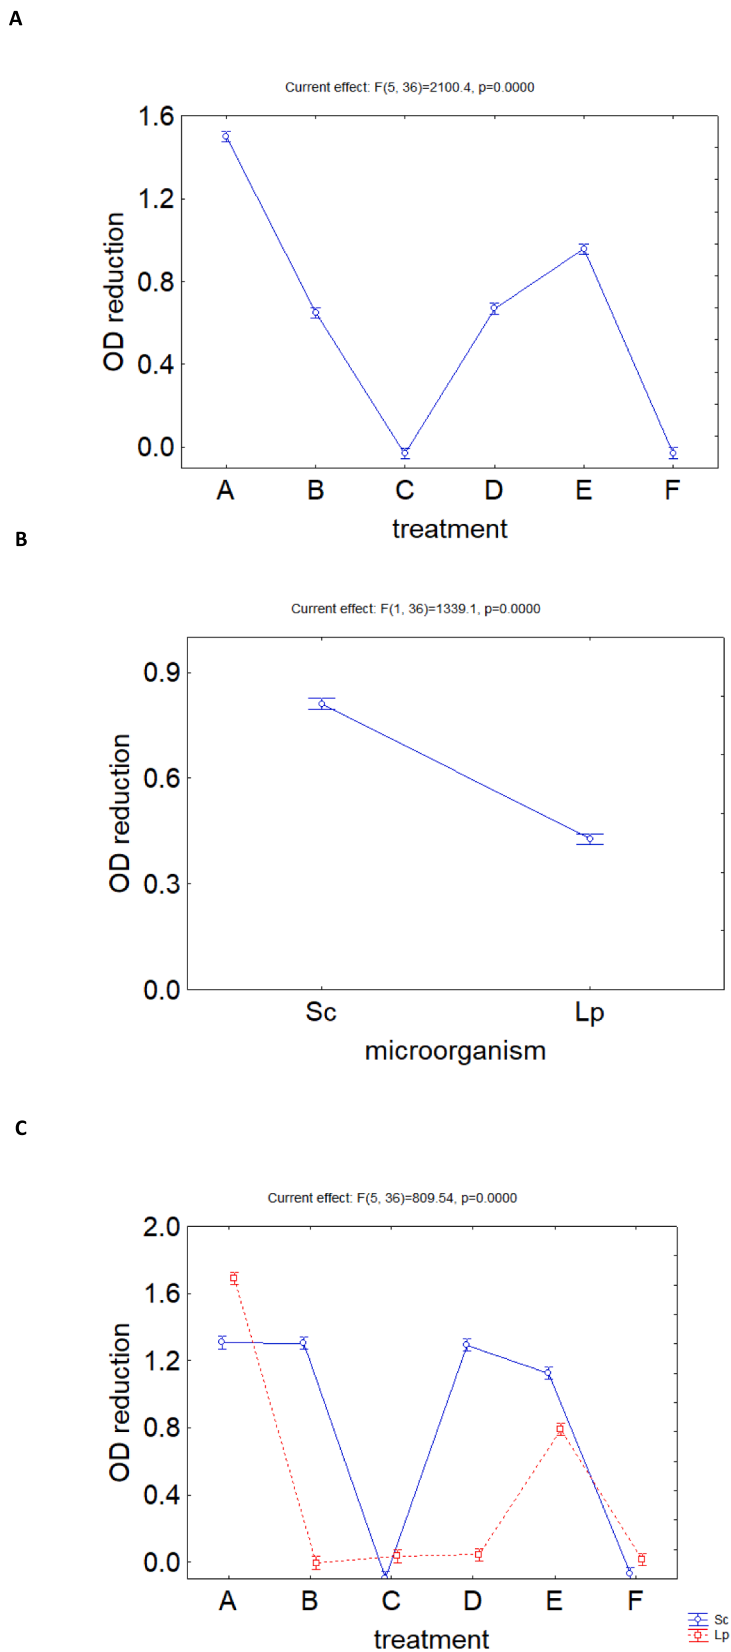 A
Current effect: F(5, 36)=2100.4, p=0.0000
1.6
1.2
0.8
0.4
0.0
OD reduction
A B C D E F
treatment
B
Current effect: F(1, 36)=1339.1, p=0.0000
0.9
0.6
0.3
0.0
OD reduction
Sc Lp
microorganism
C
Current effect: F(5, 36)=809.54, p=0.0000
2.0
1.6
1.2
0.8
0.4
0.0
OD reduction
A B C D E F
treatment
Sc
Lp